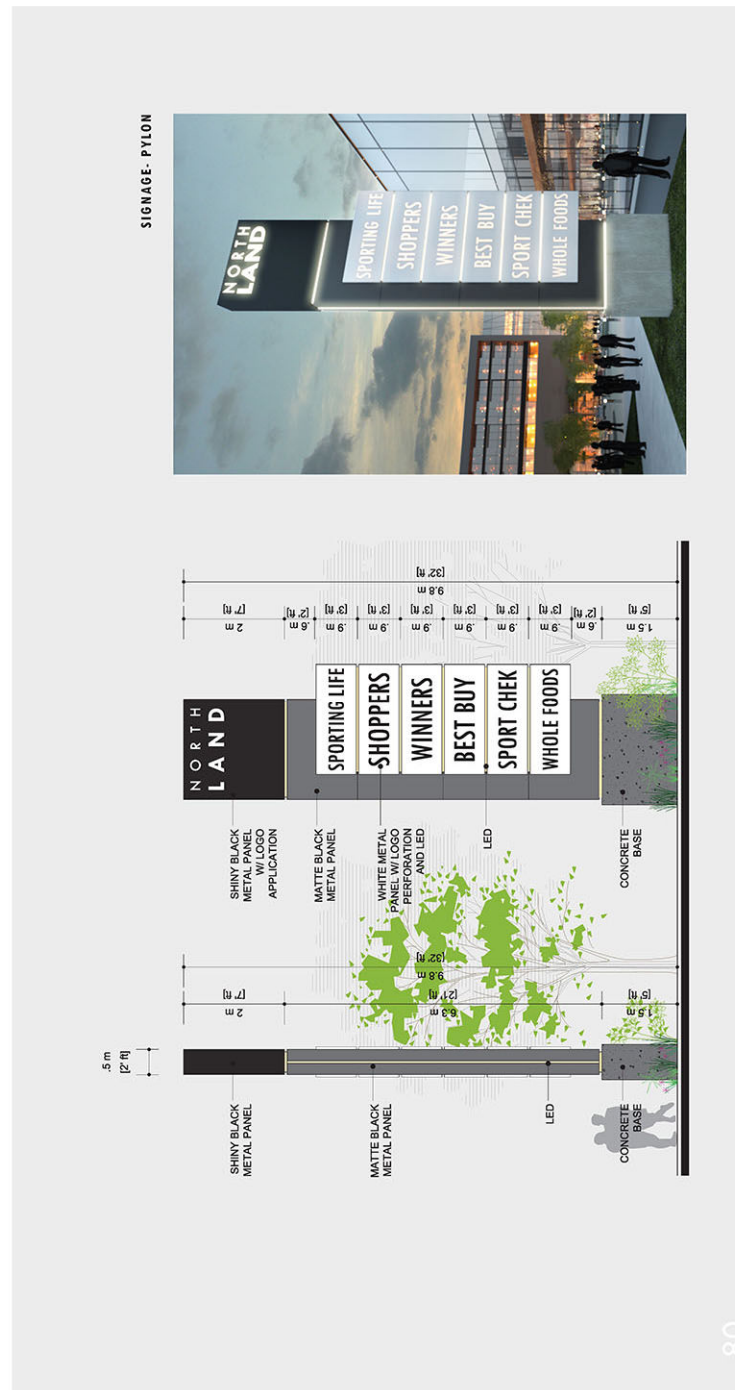 SIGNAGE- PYLON
NORTH
LAND
SPORTING LIFE
SHOPPERS
WINNERS
BEST BUY
SPORT CHEK
WHOLE FOODS
.5 m
[2' ft]
SHINY BLACK
METAL PANEL
MATTE BLACK
METAL PANEL
LED
CONCRETE
BASE
2 m
[7' ft]
6.3 m
[21' ft]
1.5 m
[5' ft]
9.8 m
[32' ft]
SHINY BLACK
METAL PANEL
W/ LOGO
APPLICATION
MATTE BLACK
METAL PANEL
WHITE METAL
PANEL W/ LOGO
PERFORATION
AND LED
LED
CONCRETE
BASE
NORTH
LAND
SPORTING LIFE
SHOPPERS
WINNERS
BEST BUY
SPORT CHEK
WHOLE FOODS
2 m
[7' ft]
.6 m
[2' ft]
.9 m
[3' ft]
.9 m
[3' ft]
.9 m
[3' ft]
.9 m
[3' ft]
.9 m
[3' ft]
.9 m
[3' ft]
.6 m
[2' ft]
1.5 m
[5' ft]
9.8 m
[32' ft]